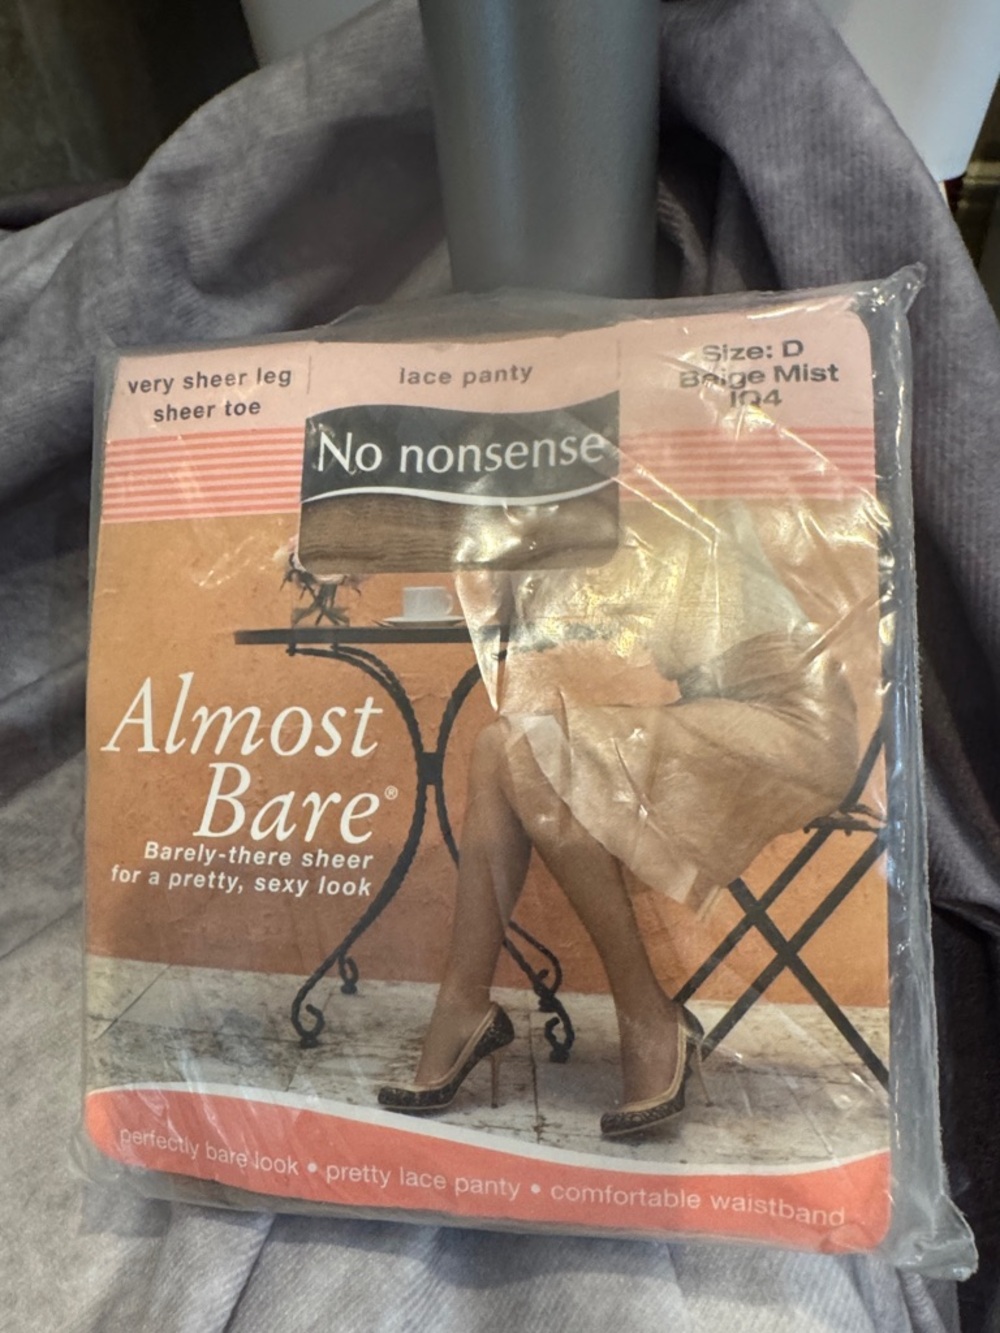 very sheer leg
sheer toe
lace panty
Size: D
Beige Mist
1Q4
No nonsense
Almost
Bare®
Barely-there sheer
for a pretty, sexy look
perfectly bare look • pretty lace panty • comfortable waistband